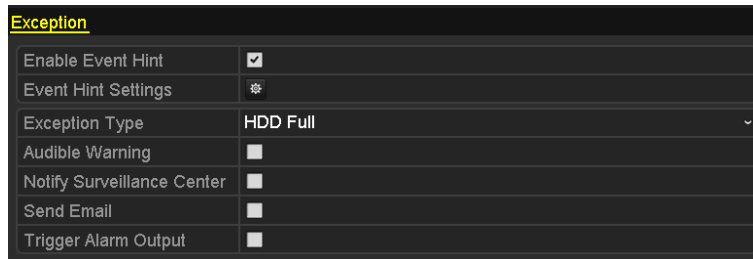 Exception
Enable Event Hint
Event Hint Settings
Exception Type HDD Full
Audible Warning
Notify Surveillance Center
Send Email
Trigger Alarm Output